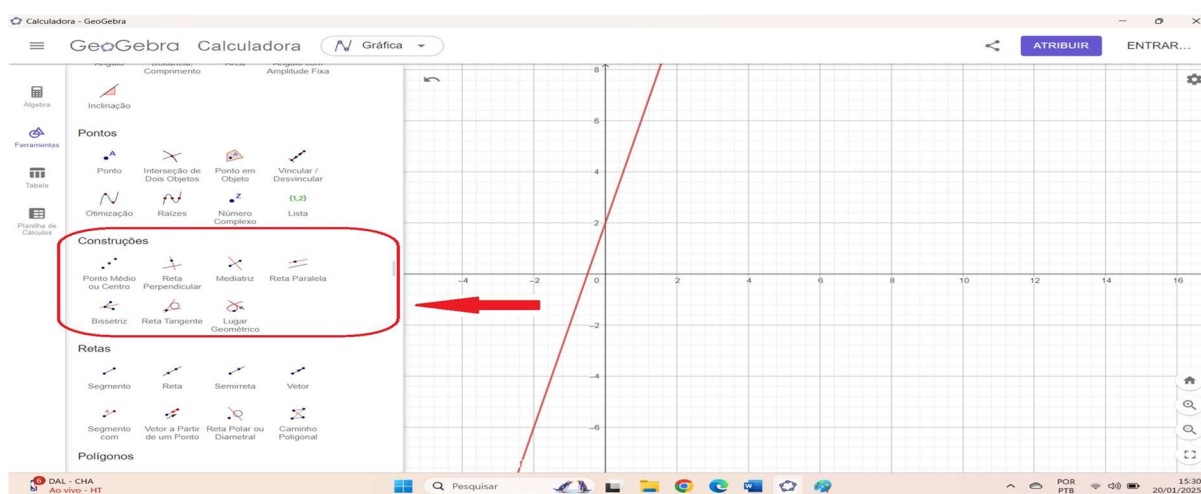 Calculadora - GeoGebra
GeoGebra Calculadora Gráfica ATRIBUIR ENTRAR...
Comprimento Amplitude Fixa
Álgebra
Inclinação
Ferramentas
Pontos
Ponto Interseção de Dois Objetos Ponto em Objeto Vincular / Desvincular
Tabela
Otimização Raízes Número Complexo Lista
{1,2}
Planilha de Cálculos
Construções
Ponto Médio ou Centro Reta Perpendicular Mediatriz Reta Paralela
Bissetriz Reta Tangente Lugar Geométrico
Retas
Segmento Reta Semirreta Vetor
Segmento com Vetor a Partir de um Ponto Reta Polar ou Diametral Caminho Poligonal
Polígonos
8
6
4
2
-4 -2 0 2 4 6 8 10 12 14 16
-2
-4
-6
6 DAL - CHA
Ao vivo - HT
Pesquisar
POR
PTB
15:32
20/01/2025